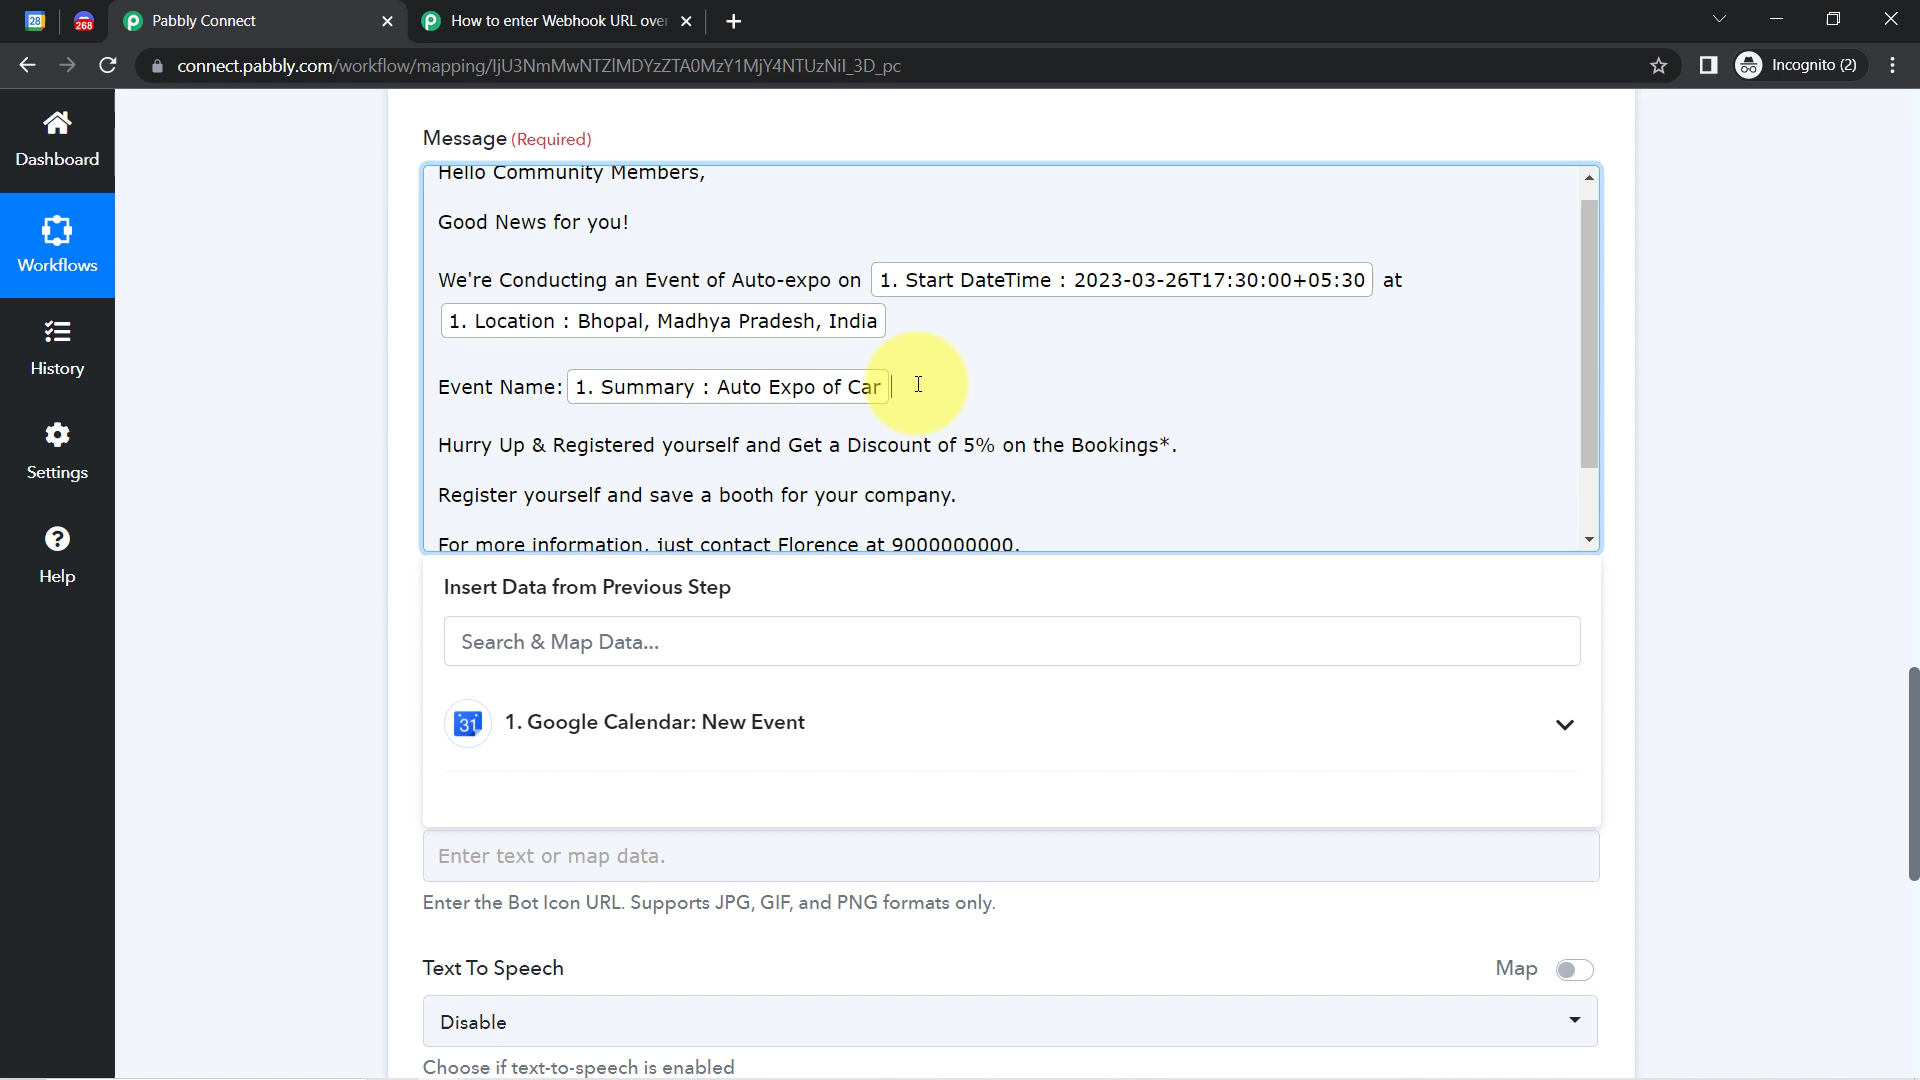 28
268
Pabbly Connect
How to enter Webhook URL over
connect.pabbly.com/workflow/mapping/IjU3NmMwNTZlMDYzZTA0MzY1MjY4NTUzNiI_3D_pc
Incognito (2)
Dashboard
Workflows
History
Settings
Help
Message (Required)
Hello Community Members,
Good News for you!
We're Conducting an Event of Auto-expo on 1. Start DateTime : 2023-03-26T17:30:00+05:30 at
1. Location : Bhopal, Madhya Pradesh, India
Event Name: 1. Summary : Auto Expo of Car
Hurry Up & Registered yourself and Get a Discount of 5% on the Bookings*.
Register yourself and save a booth for your company.
For more information, just contact Florence at 9000000000.
Insert Data from Previous Step
Search & Map Data...
31
1. Google Calendar: New Event
Enter text or map data.
Enter the Bot Icon URL. Supports JPG, GIF, and PNG formats only.
Text To Speech
Map
Disable
Choose if text-to-speech is enabled